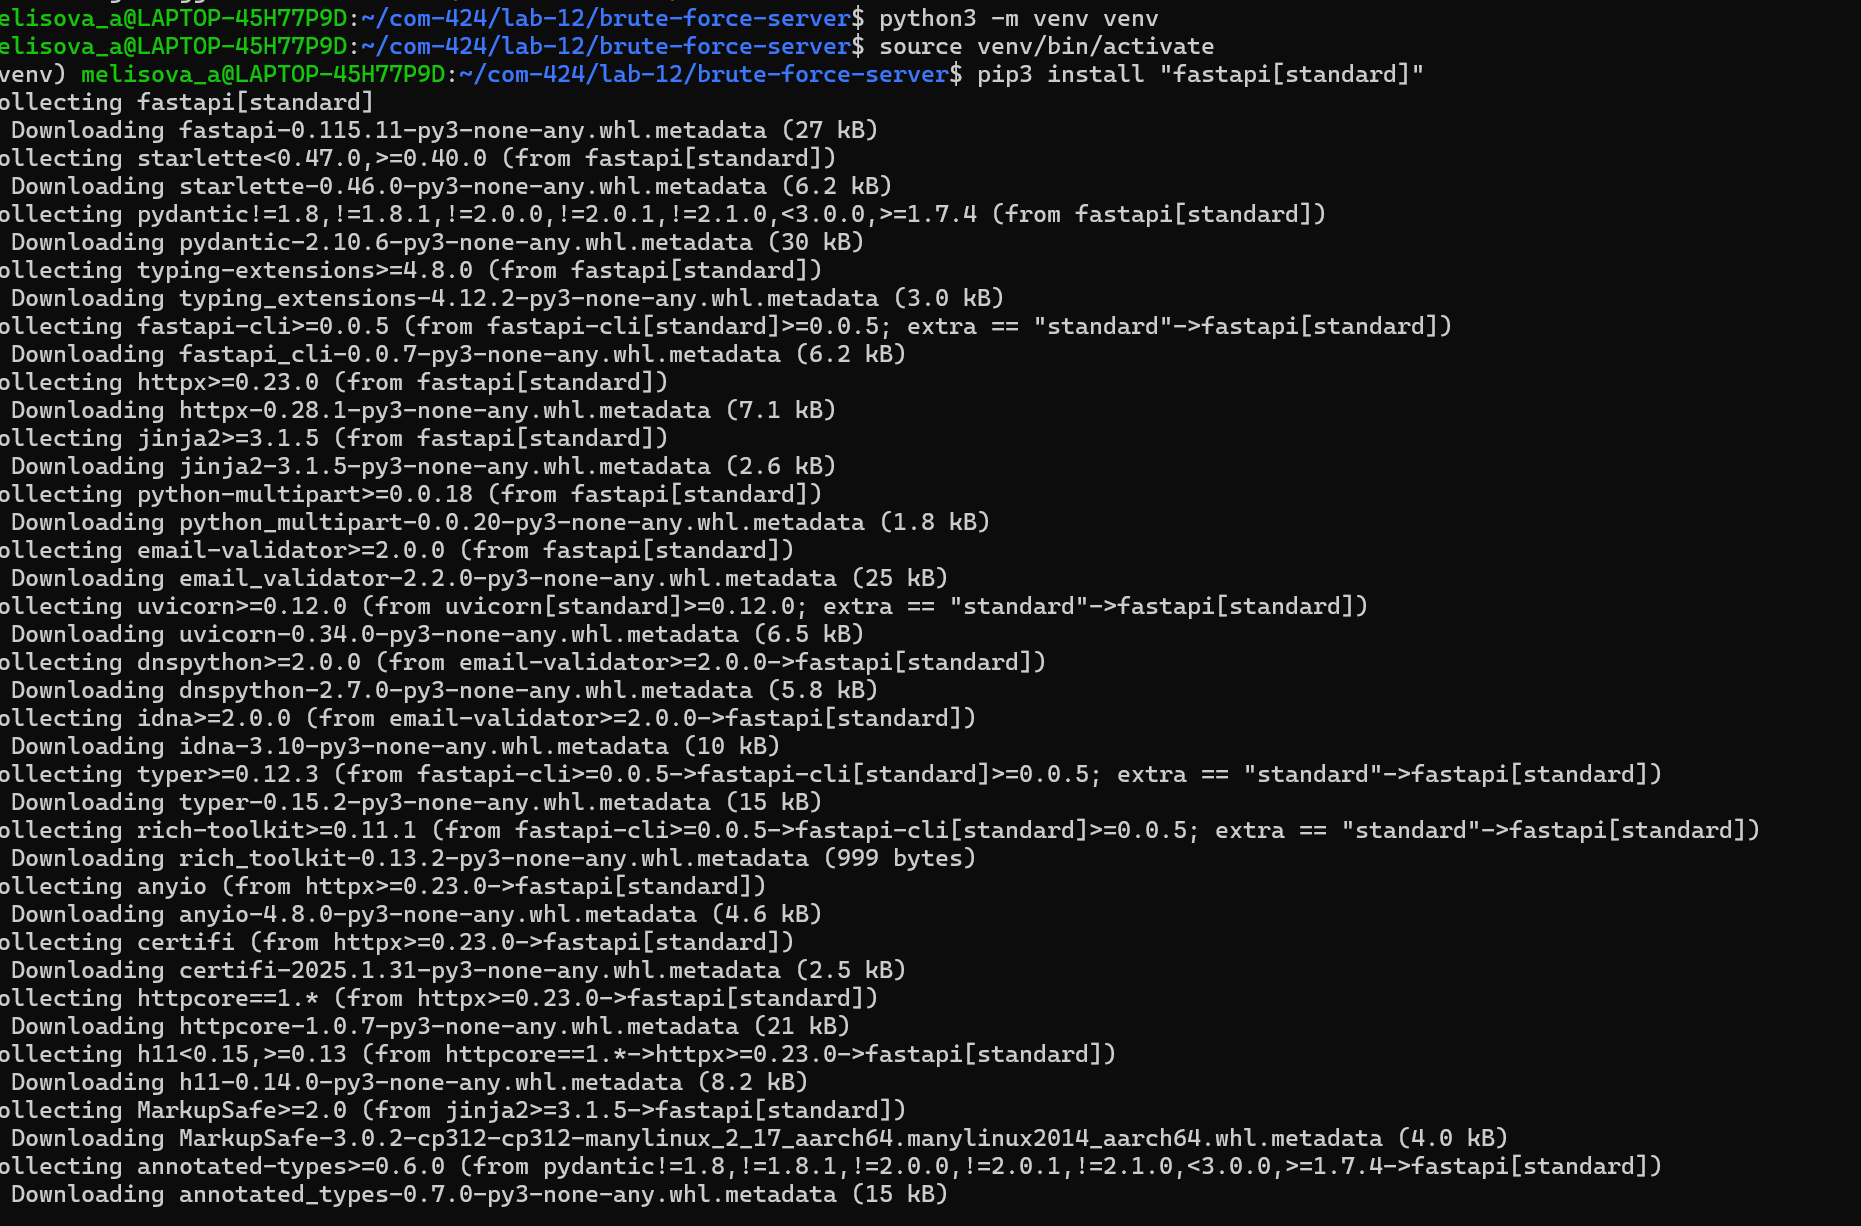 elisova_a@LAPTOP-45H77P9D:~/com-424/lab-12/brute-force-server$ python3 -m venv venv
elisova_a@LAPTOP-45H77P9D:~/com-424/lab-12/brute-force-server$ source venv/bin/activate
venv) melisova_a@LAPTOP-45H77P9D:~/com-424/lab-12/brute-force-server$ pip3 install "fastapi[standard]"
ollecting fastapi[standard]
Downloading fastapi-0.115.11-py3-none-any.whl.metadata (27 kB)
ollecting starlette<0.47.0,>=0.40.0 (from fastapi[standard])
Downloading starlette-0.46.0-py3-none-any.whl.metadata (6.2 kB)
ollecting pydantic!=1.8,!=1.8.1,!=2.0.0,!=2.0.1,!=2.1.0,<3.0.0,>=1.7.4 (from fastapi[standard])
Downloading pydantic-2.10.6-py3-none-any.whl.metadata (30 kB)
ollecting typing-extensions>=4.8.0 (from fastapi[standard])
Downloading typing_extensions-4.12.2-py3-none-any.whl.metadata (3.0 kB)
ollecting fastapi-cli>=0.0.5 (from fastapi-cli[standard]>=0.0.5; extra == "standard"->fastapi[standard])
Downloading fastapi_cli-0.0.7-py3-none-any.whl.metadata (6.2 kB)
ollecting httpx>=0.23.0 (from fastapi[standard])
Downloading httpx-0.28.1-py3-none-any.whl.metadata (7.1 kB)
ollecting jinja2>=3.1.5 (from fastapi[standard])
Downloading jinja2-3.1.5-py3-none-any.whl.metadata (2.6 kB)
ollecting python-multipart>=0.0.18 (from fastapi[standard])
Downloading python_multipart-0.0.20-py3-none-any.whl.metadata (1.8 kB)
ollecting email-validator>=2.0.0 (from fastapi[standard])
Downloading email_validator-2.2.0-py3-none-any.whl.metadata (25 kB)
ollecting uvicorn>=0.12.0 (from uvicorn[standard]>=0.12.0; extra == "standard"->fastapi[standard])
Downloading uvicorn-0.34.0-py3-none-any.whl.metadata (6.5 kB)
ollecting dnspython>=2.0.0 (from email-validator>=2.0.0->fastapi[standard])
Downloading dnspython-2.7.0-py3-none-any.whl.metadata (5.8 kB)
ollecting idna>=2.0.0 (from email-validator>=2.0.0->fastapi[standard])
Downloading idna-3.10-py3-none-any.whl.metadata (10 kB)
ollecting typer>=0.12.3 (from fastapi-cli>=0.0.5->fastapi-cli[standard]>=0.0.5; extra == "standard"->fastapi[standard])
Downloading typer-0.15.2-py3-none-any.whl.metadata (15 kB)
ollecting rich-toolkit>=0.11.1 (from fastapi-cli>=0.0.5->fastapi-cli[standard]>=0.0.5; extra == "standard"->fastapi[standard])
Downloading rich_toolkit-0.13.2-py3-none-any.whl.metadata (999 bytes)
ollecting anyio (from httpx>=0.23.0->fastapi[standard])
Downloading anyio-4.8.0-py3-none-any.whl.metadata (4.6 kB)
ollecting certifi (from httpx>=0.23.0->fastapi[standard])
Downloading certifi-2025.1.31-py3-none-any.whl.metadata (2.5 kB)
ollecting httpcore==1.* (from httpx>=0.23.0->fastapi[standard])
Downloading httpcore-1.0.7-py3-none-any.whl.metadata (21 kB)
ollecting h11<0.15,>=0.13 (from httpcore==1.*->httpx>=0.23.0->fastapi[standard])
Downloading h11-0.14.0-py3-none-any.whl.metadata (8.2 kB)
ollecting MarkupSafe>=2.0 (from jinja2>=3.1.5->fastapi[standard])
Downloading MarkupSafe-3.0.2-cp312-cp312-manylinux_2_17_aarch64.manylinux2014_aarch64.whl.metadata (4.0 kB)
ollecting annotated-types>=0.6.0 (from pydantic!=1.8,!=1.8.1,!=2.0.0,!=2.0.1,!=2.1.0,<3.0.0,>=1.7.4->fastapi[standard])
Downloading annotated_types-0.7.0-py3-none-any.whl.metadata (15 kB)